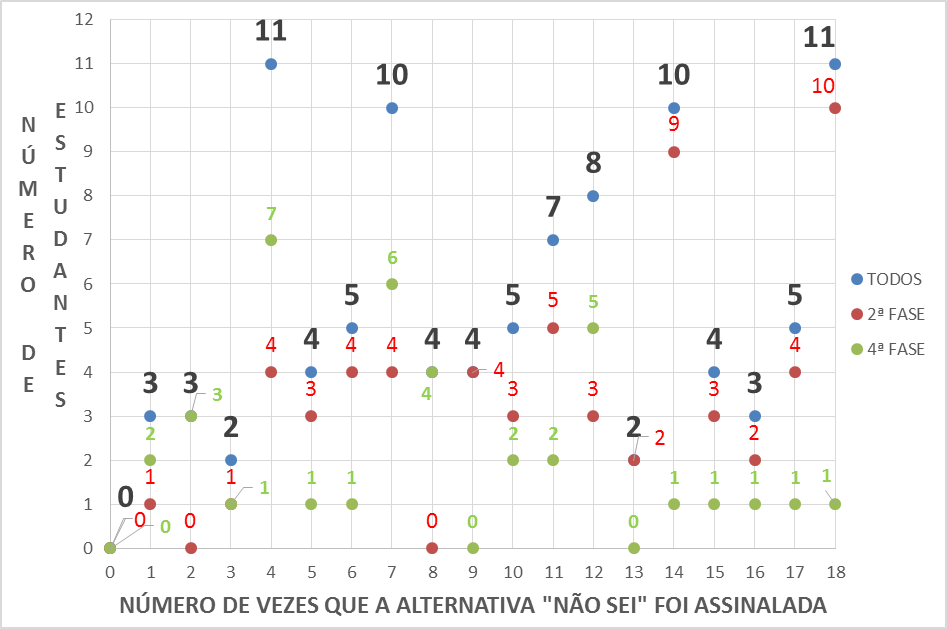 NÚMERO DE
ESTUDANTES
12
11
10
9
8
7
6
5
4
3
2
1
0
0 0 0
3 2 1
3 3 0
2 1 1
11 7 4
4 3 1
5 4 1
10 6 4
4 4 0
4 4 0
5 3 2
7 5 2
8 5 3
2 2 0
10 9 1
4 3 1
3 2 1
5 4 1
11 10 1
0 1 2 3 4 5 6 7 8 9 10 11 12 13 14 15 16 17 18
NÚMERO DE VEZES QUE A ALTERNATIVA "NÃO SEI" FOI ASSINALADA
TODOS
2ª FASE
4ª FASE